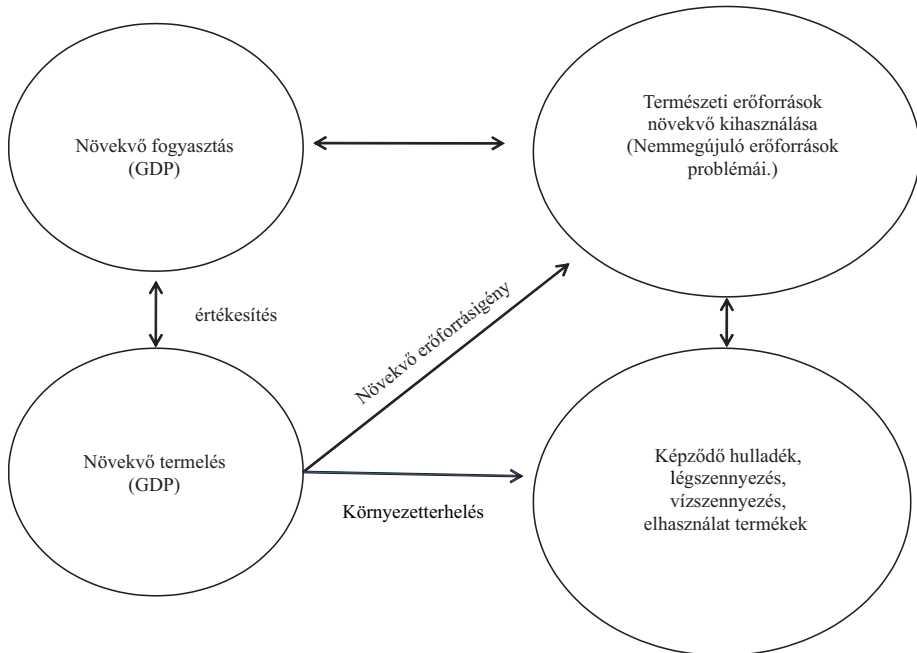 Növekvő fogyasztás
(GDP)
Természeti erőforrások
növekvő kihasználása
(Nemmegújuló erőforrások
problémái.)
értékesítés
Növekvő erőforrásigény
Növekvő termelés
(GDP)
Környezetterhelés
Képződő hulladék,
légszennyezés,
vízszennyezés,
elhasználat termékek